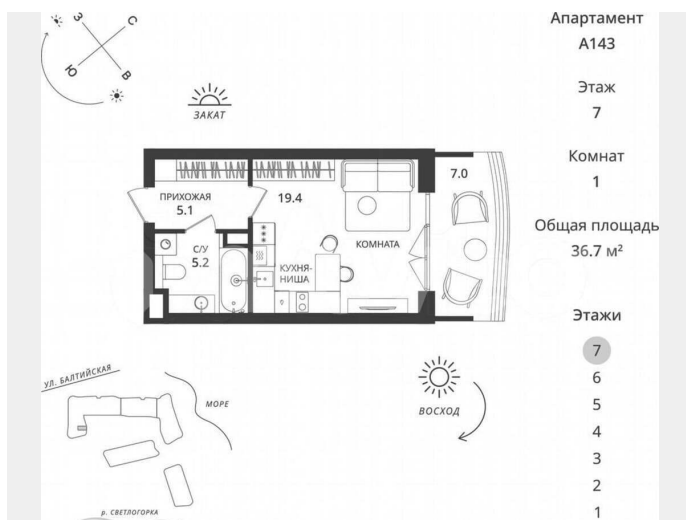 З
С
Ю
В
ЗАКАТ
Апартамент
А143
Этаж
7
Комнат
1
Общая площадь
36.7 м²
ПРИХОЖАЯ
5.1
19.4
7.0
КОМНАТА
С/У
5.2
КУХНЯ-
НИША
Этажи
7
6
5
4
3
2
1
УЛ. БАЛТИЙСКАЯ
МОРЕ
ВОСХОД
р. СВЕТЛОГОРКА